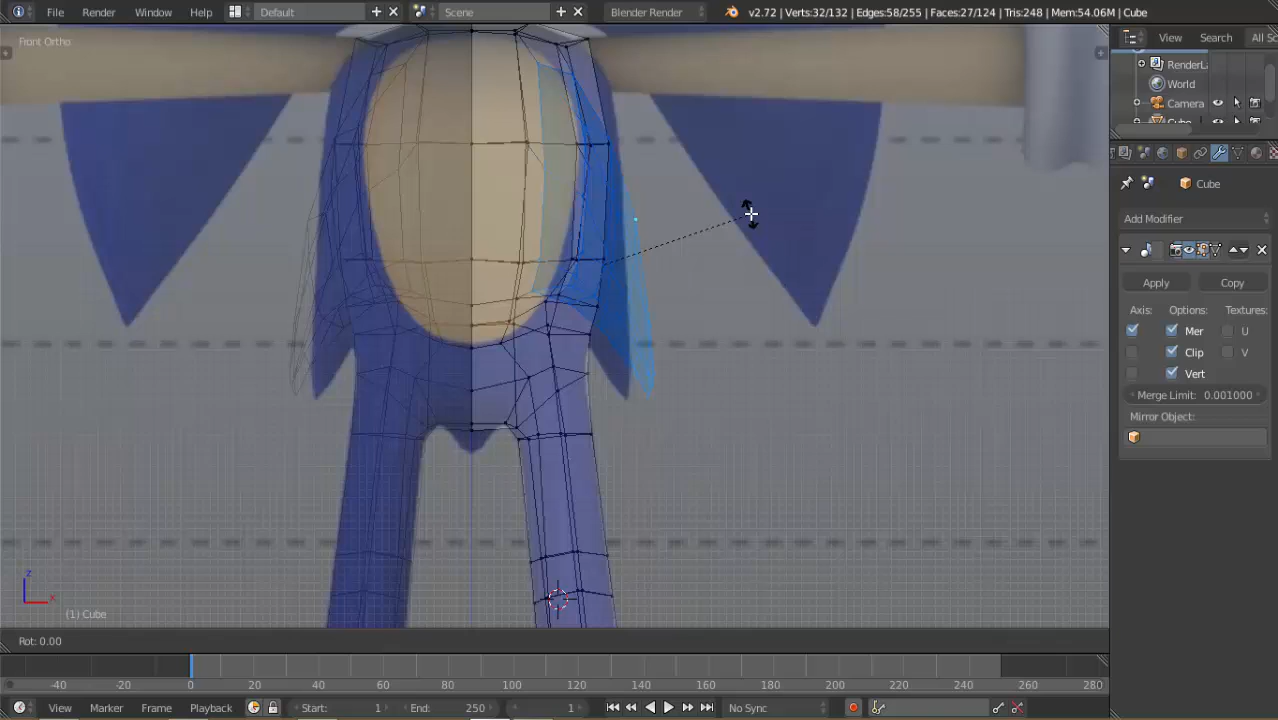 File Render Window Help Default Scene Blender Render v2.72 | Verts:32/132 | Edges:58/255 | Faces:27/124 | Tris:248 | Mem:54.06M | Cube
Front Ortho
View Search All Sc
RenderLa
World
Camera
Cube
Cube
Add Modifier
Apply Copy
Axis: Options: Textures:
Mer U
Clip V
Vert
Merge Limit: 0.001000
Mirror Object:
z
x
(1) Cube
Rot: 0.00
-40 -20 0 20 40 60 80 100 120 140 160 180 200 220 240 260 280
View Marker Frame Playback Start: 1 End: 250 1 No Sync